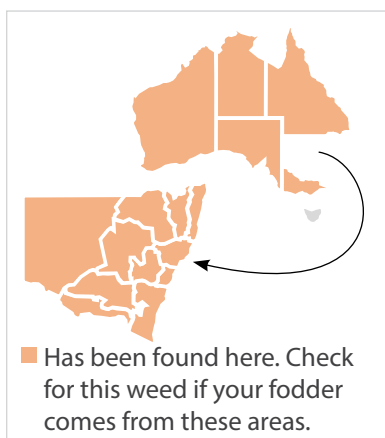 Has been found here. Check
for this weed if your fodder
comes from these areas.